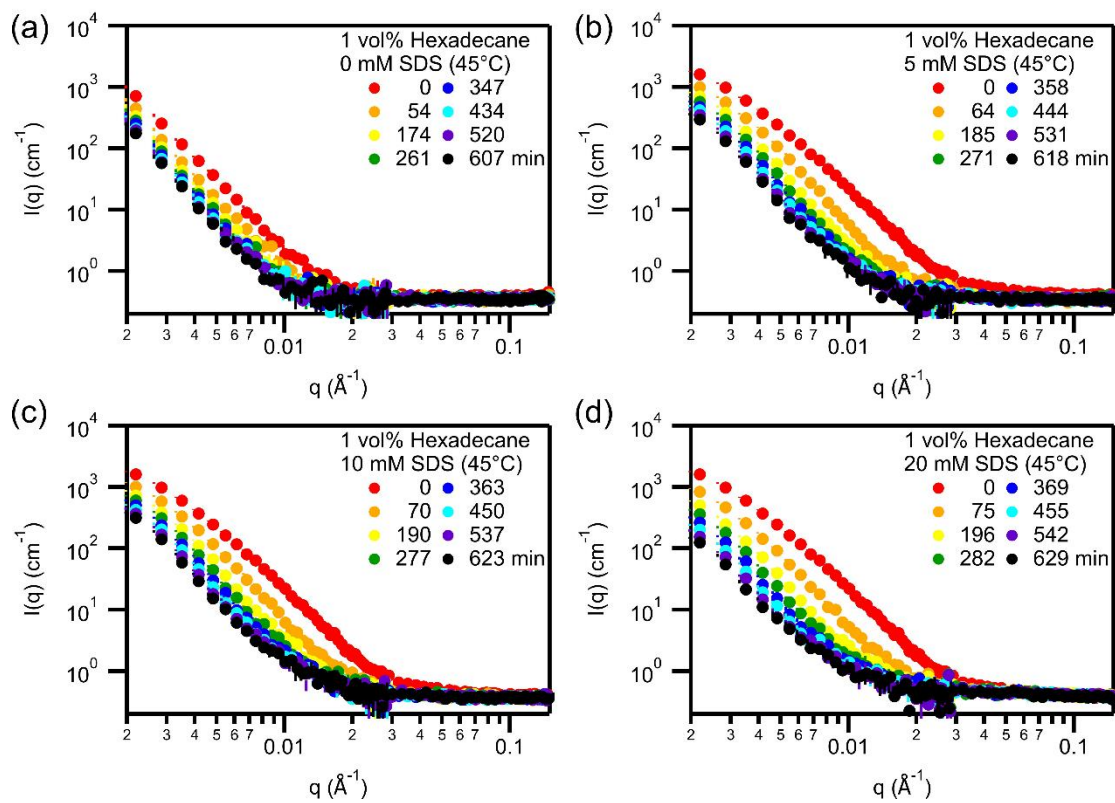 (a)
1 vol% Hexadecane
0 mM SDS (45°C)
0 347
54 434
174 520
261 607 min
I(q) (cm⁻¹)
10⁴
10³
10²
10¹
10⁰
2 3 4 5 6 7 0.01 2 3 4 5 6 7 0.1
q (Å⁻¹)
(b)
1 vol% Hexadecane
5 mM SDS (45°C)
0 358
64 444
185 531
271 618 min
I(q) (cm⁻¹)
10⁴
10³
10²
10¹
10⁰
2 3 4 5 6 7 0.01 2 3 4 5 6 7 0.1
q (Å⁻¹)
(c)
1 vol% Hexadecane
10 mM SDS (45°C)
0 363
70 450
190 537
277 623 min
I(q) (cm⁻¹)
10⁴
10³
10²
10¹
10⁰
2 3 4 5 6 7 0.01 2 3 4 5 6 7 0.1
q (Å⁻¹)
(d)
1 vol% Hexadecane
20 mM SDS (45°C)
0 369
75 455
196 542
282 629 min
I(q) (cm⁻¹)
10⁴
10³
10²
10¹
10⁰
2 3 4 5 6 7 0.01 2 3 4 5 6 7 0.1
q (Å⁻¹)